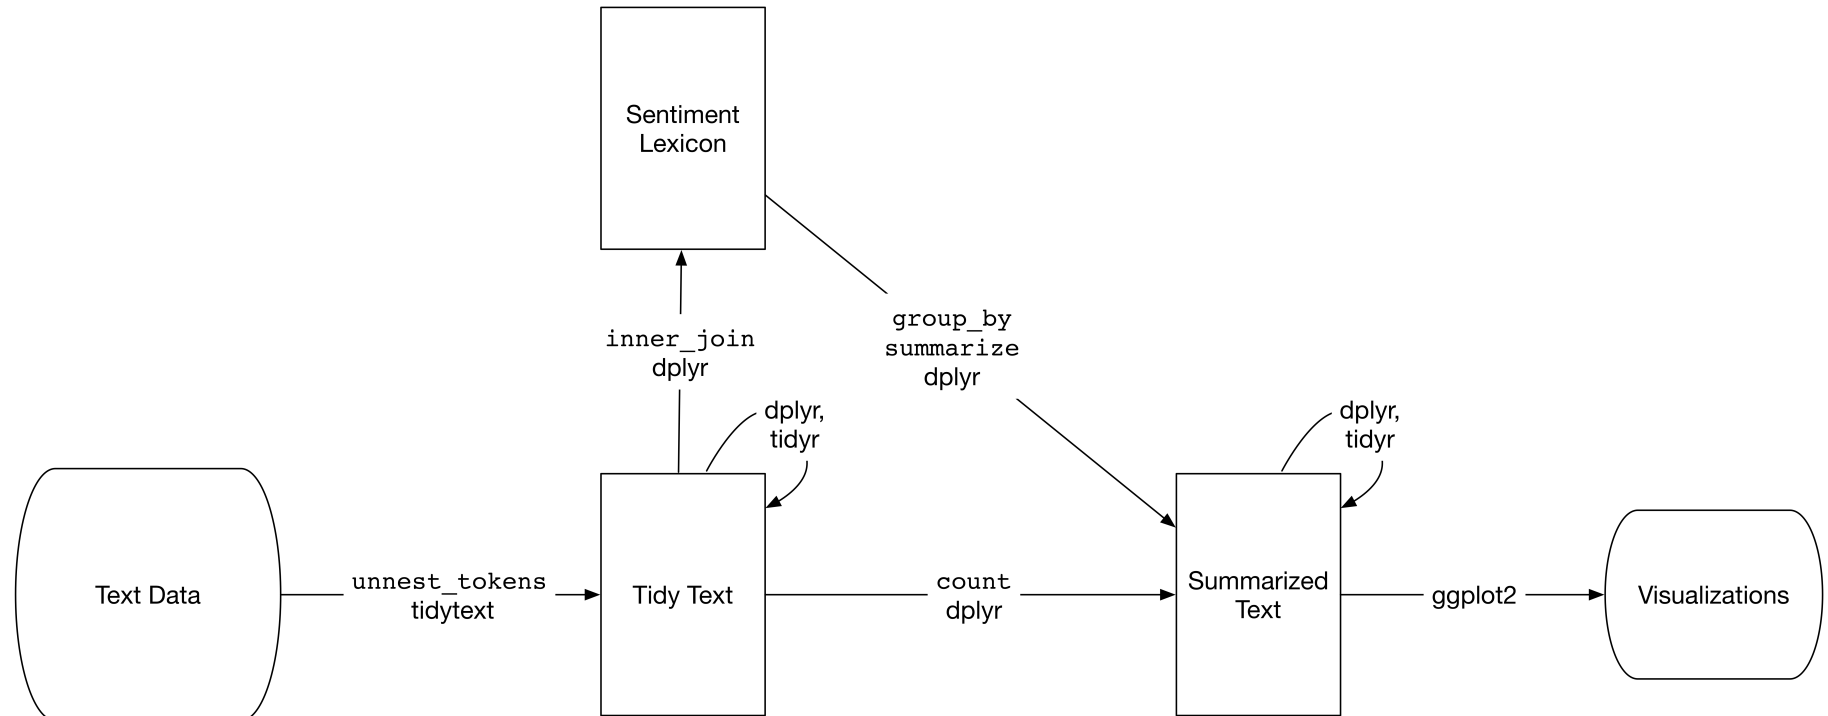 Sentiment
Lexicon
group_by
summarize
dplyr
inner_join
dplyr
dplyr,
tidyr
dplyr,
tidyr
Text Data
unnest_tokens
tidytext
Tidy Text
count
dplyr
Summarized
Text
ggplot2
Visualizations